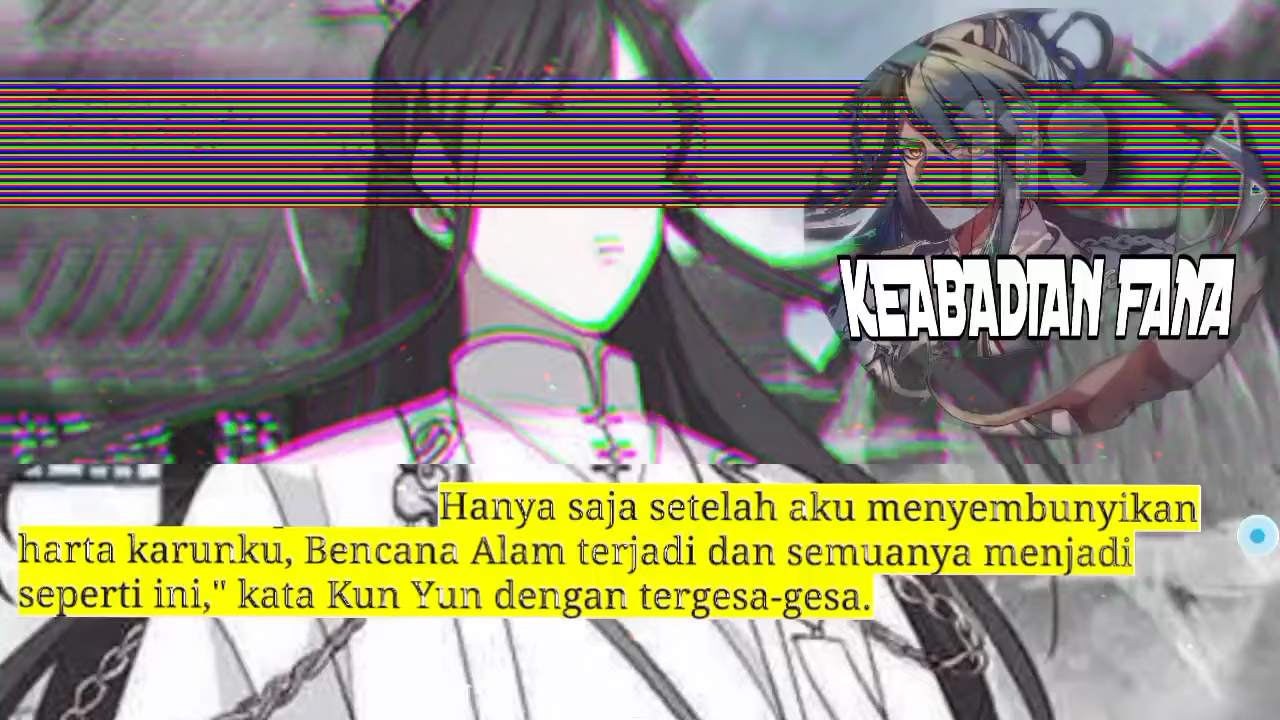 KEABADIAN FANA
Hanya saja setelah aku menyembunyikan
harta karunku, Bencana Alam terjadi dan semuanya menjadi
seperti ini," kata Kun Yun dengan tergesa-gesa.